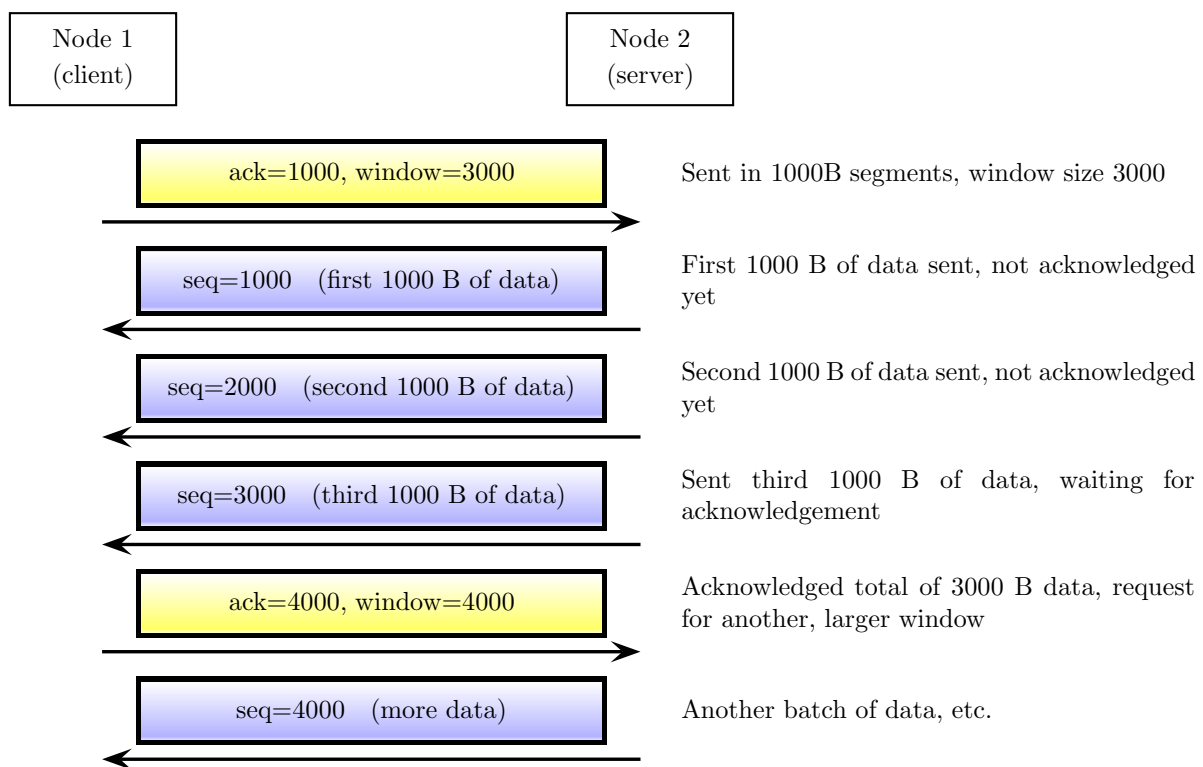 Node 1
(client)
Node 2
(server)
ack=1000, window=3000
Sent in 1000B segments, window size 3000
seq=1000 (first 1000 B of data)
First 1000 B of data sent, not acknowledged
yet
seq=2000 (second 1000 B of data)
Second 1000 B of data sent, not acknowledged
yet
seq=3000 (third 1000 B of data)
Sent third 1000 B of data, waiting for
acknowledgement
ack=4000, window=4000
Acknowledged total of 3000 B data, request
for another, larger window
seq=4000 (more data)
Another batch of data, etc.